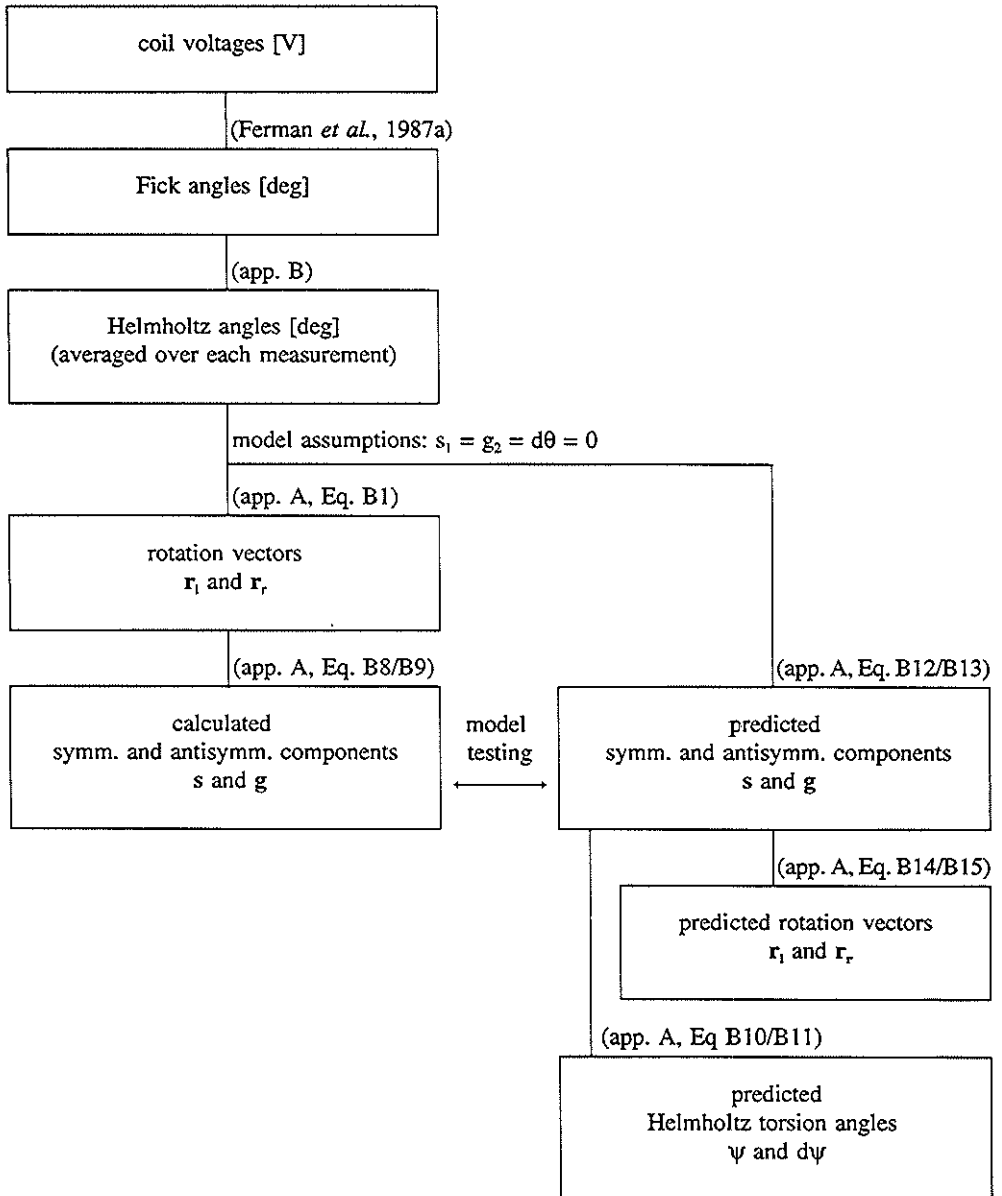 coil voltages [V]
(Ferman et al., 1987a)
Fick angles [deg]
(app. B)
Helmholtz angles [deg]
(averaged over each measurement)
model assumptions: s₁ = g₂ = dθ = 0
(app. A, Eq. B1)
rotation vectors
rₗ and rᵣ
(app. A, Eq. B8/B9)
calculated
symm. and antisymm. components
s and g
model
testing
(app. A, Eq. B12/B13)
predicted
symm. and antisymm. components
s and g
(app. A, Eq. B14/B15)
predicted rotation vectors
rₗ and rᵣ
(app. A, Eq B10/B11)
predicted
Helmholtz torsion angles
ψ and dψ